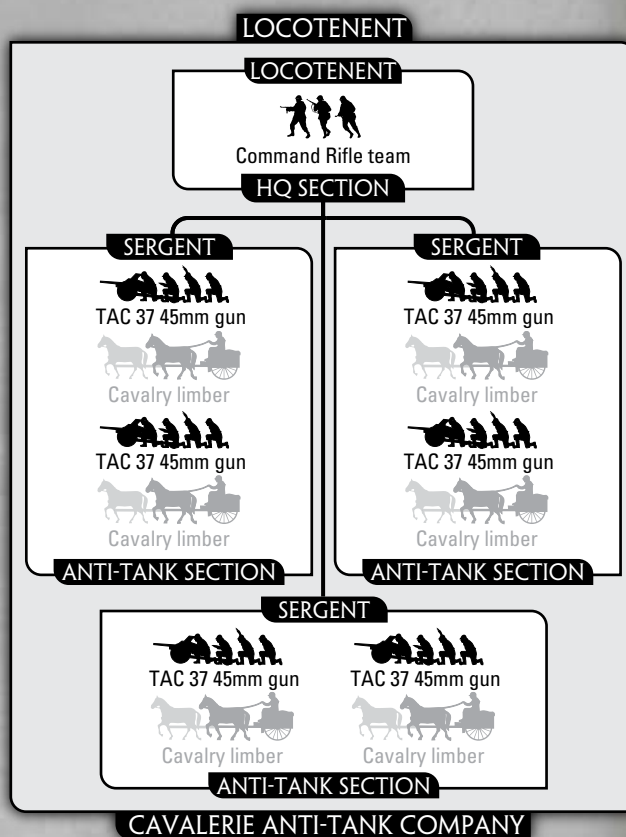 LOCOTENENT
LOCOTENENT
Command Rifle team
HQ SECTION
SERGENT
TAC 37 45mm gun
Cavalry limber
TAC 37 45mm gun
Cavalry limber
ANTI-TANK SECTION
SERGENT
TAC 37 45mm gun
Cavalry limber
TAC 37 45mm gun
Cavalry limber
ANTI-TANK SECTION
SERGENT
TAC 37 45mm gun TAC 37 45mm gun
Cavalry limber Cavalry limber
ANTI-TANK SECTION
CAVALERIE ANTI-TANK COMPANY